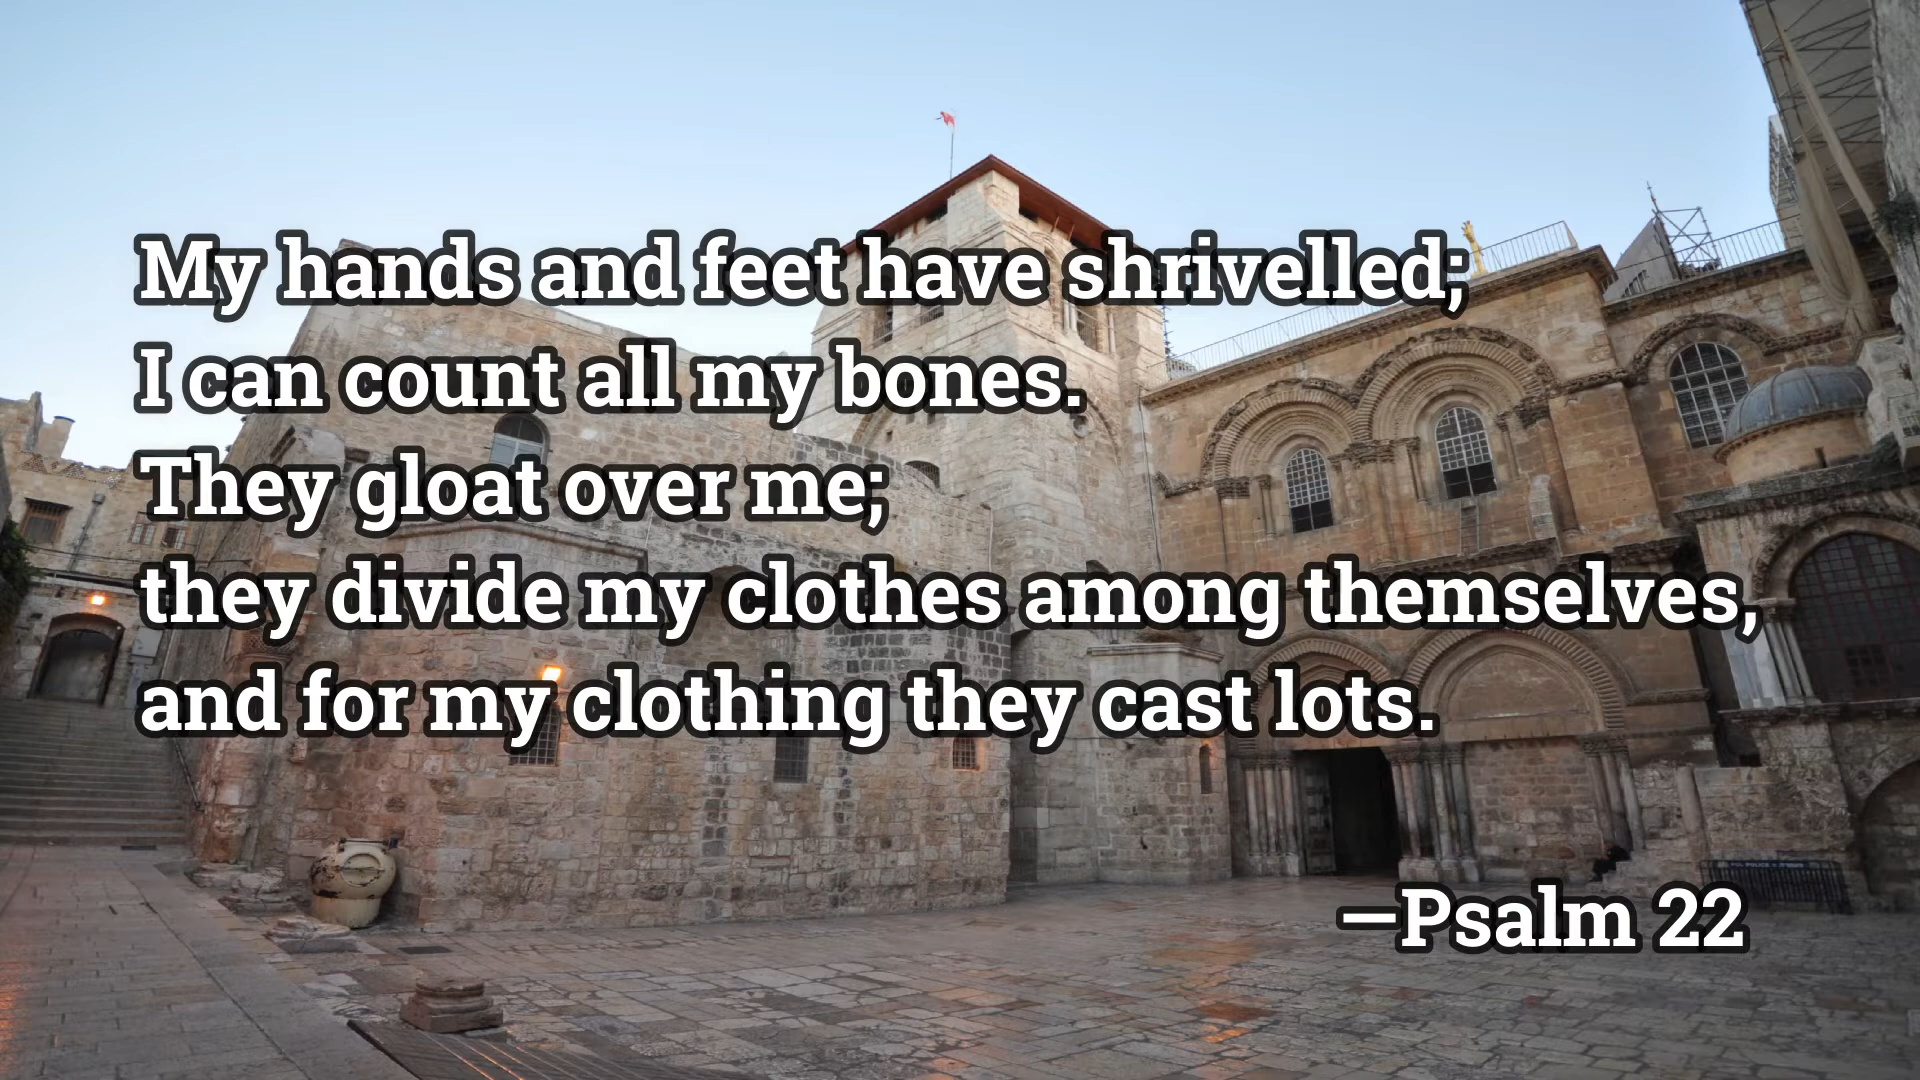 My hands and feet have shrivelled;
I can count all my bones.
They gloat over me;
they divide my clothes among themselves,
and for my clothing they cast lots.
—Psalm 22